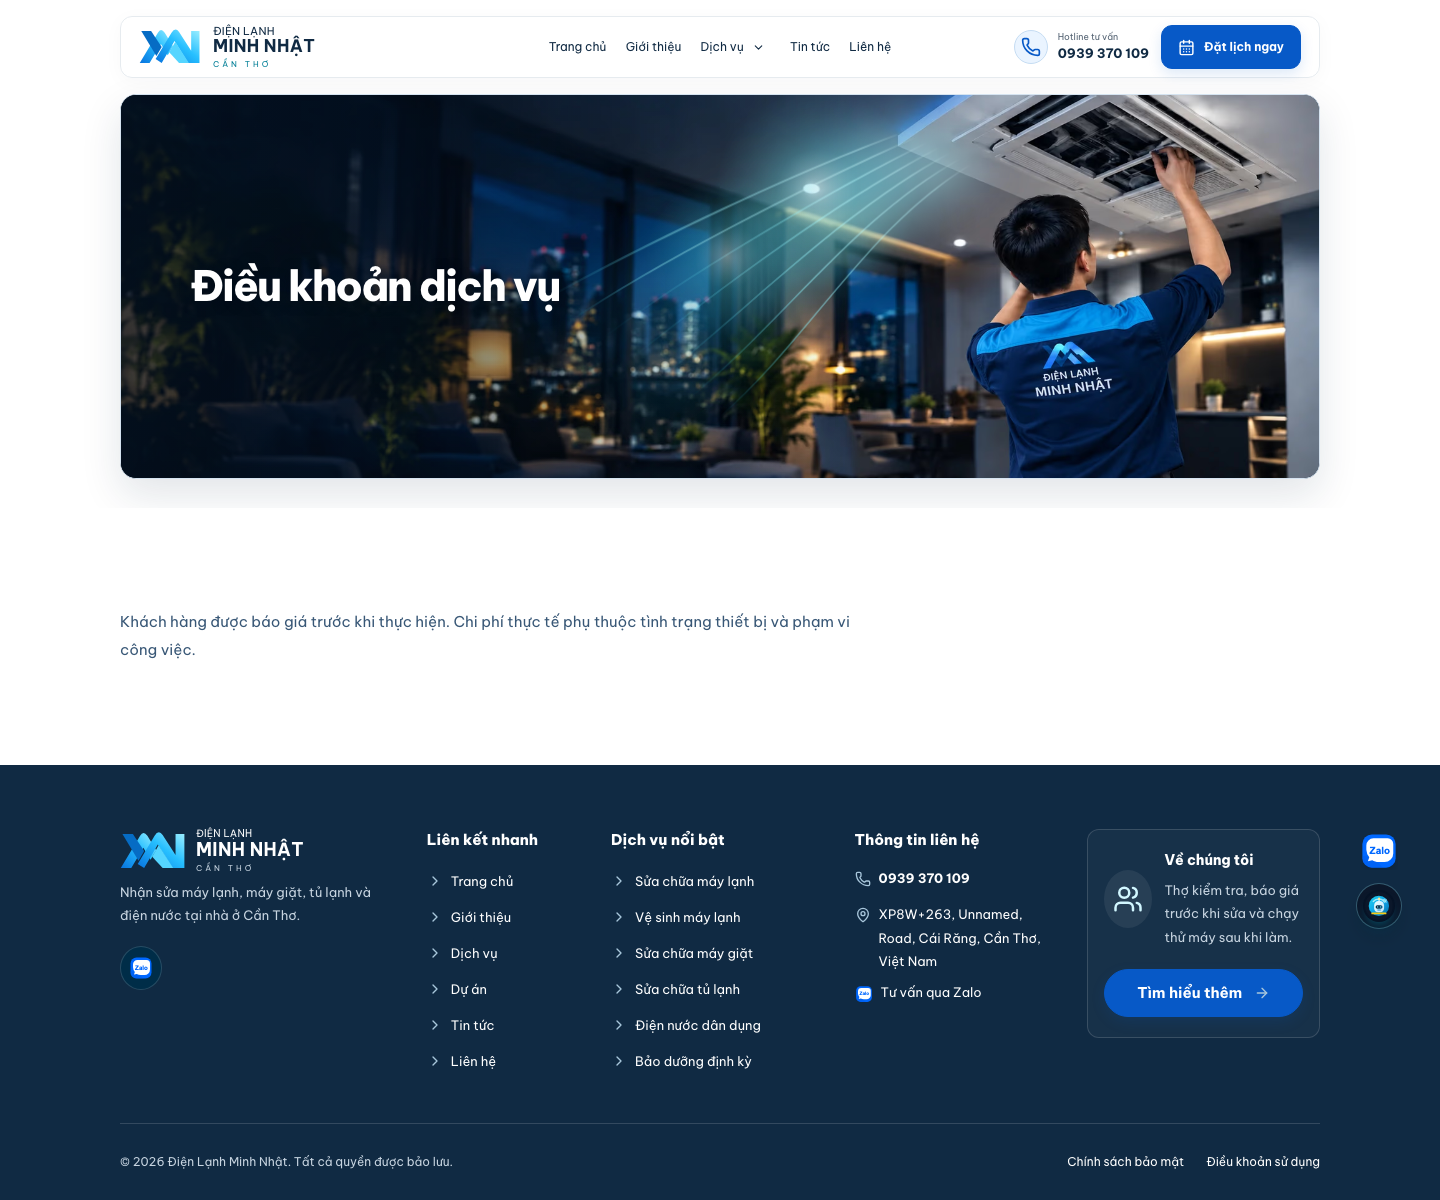 ĐIỆN LẠNH
MINH NHẬT
CẦN THƠ
Trang chủ
Giới thiệu
Dịch vụ
Tin tức
Liên hệ
Hotline tư vấn
0939 370 109
Đặt lịch ngay
Điều khoản dịch vụ
ĐIỆN LẠNH
MINH NHẬT
Khách hàng được báo giá trước khi thực hiện. Chi phí thực tế phụ thuộc tình trạng thiết bị và phạm vi
công việc.
ĐIỆN LẠNH
MINH NHẬT
CẦN THƠ
Nhận sửa máy lạnh, máy giặt, tủ lạnh và
điện nước tại nhà ở Cần Thơ.
Zalo
Liên kết nhanh
Trang chủ
Giới thiệu
Dịch vụ
Dự án
Tin tức
Liên hệ
Dịch vụ nổi bật
Sửa chữa máy lạnh
Vệ sinh máy lạnh
Sửa chữa máy giặt
Sửa chữa tủ lạnh
Điện nước dân dụng
Bảo dưỡng định kỳ
Thông tin liên hệ
0939 370 109
XP8W+263, Unnamed,
Road, Cái Răng, Cần Thơ,
Việt Nam
Zalo
Tư vấn qua Zalo
Về chúng tôi
Thợ kiểm tra, báo giá
trước khi sửa và chạy
thử máy sau khi làm.
Tìm hiểu thêm
Zalo
© 2026 Điện Lạnh Minh Nhật. Tất cả quyền được bảo lưu.
Chính sách bảo mật
Điều khoản sử dụng